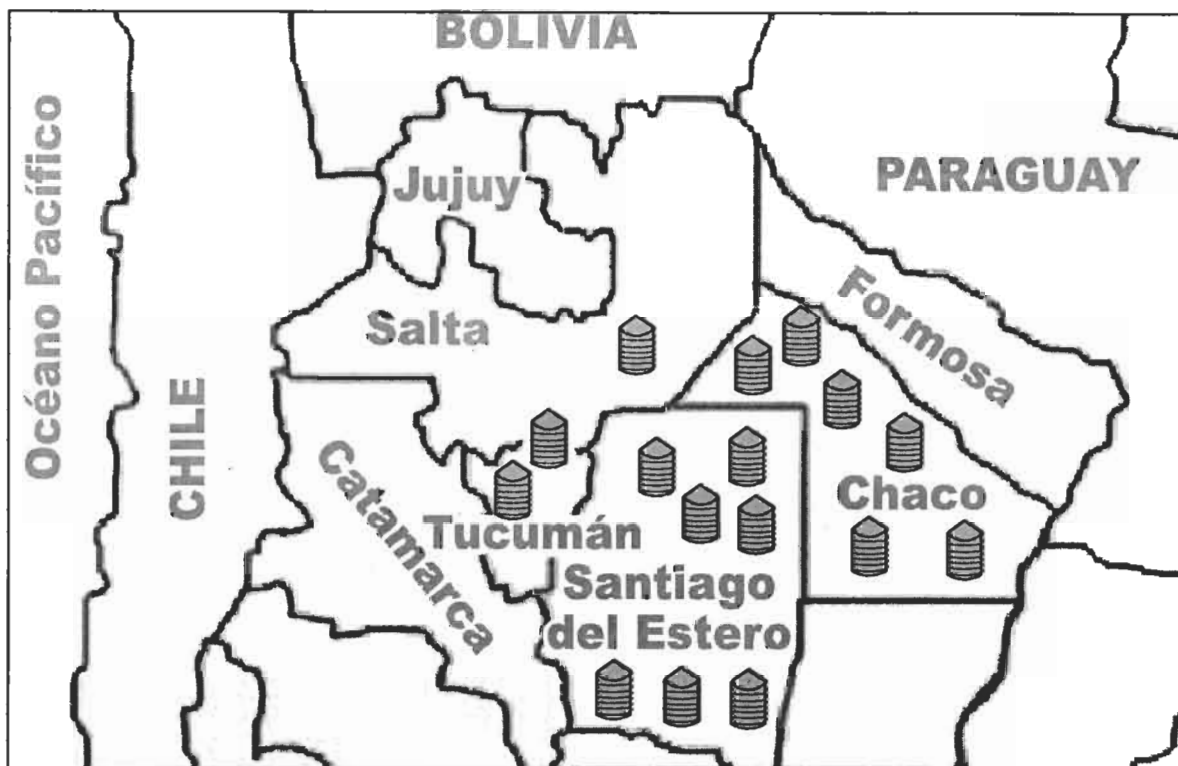 BOLIVIA
Océano Pacífico
Jujuy
PARAGUAY
Formosa
Salta
CHILE
Catamarca
Chaco
Tucumán
Santiago
del Estero